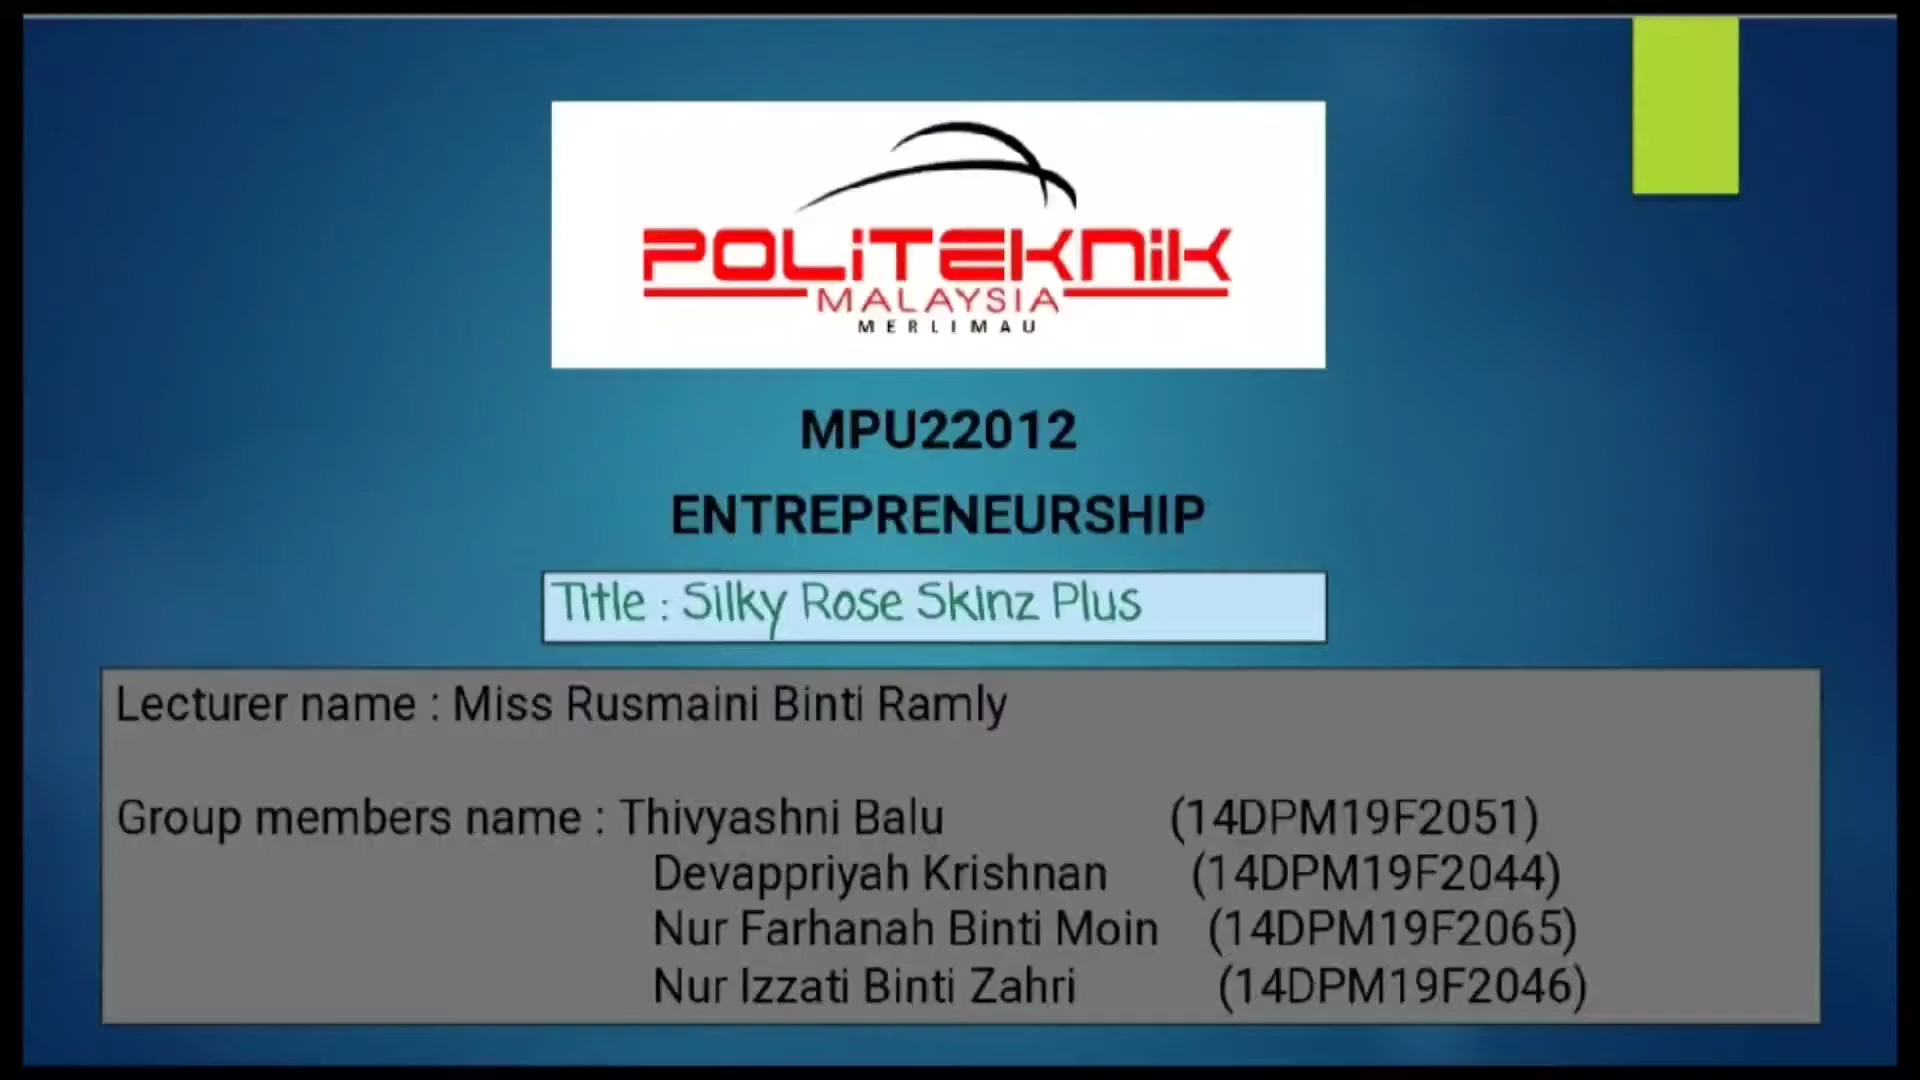 POLiTEKNiK
MALAYSIA
MERLIMAU
MPU22012
ENTREPRENEURSHIP
Title : Silky Rose Skinz Plus
Lecturer name : Miss Rusmaini Binti Ramly
Group members name : Thivyashni Balu (14DPM19F2051)
Devappriyah Krishnan (14DPM19F2044)
Nur Farhanah Binti Moin (14DPM19F2065)
Nur Izzati Binti Zahri (14DPM19F2046)